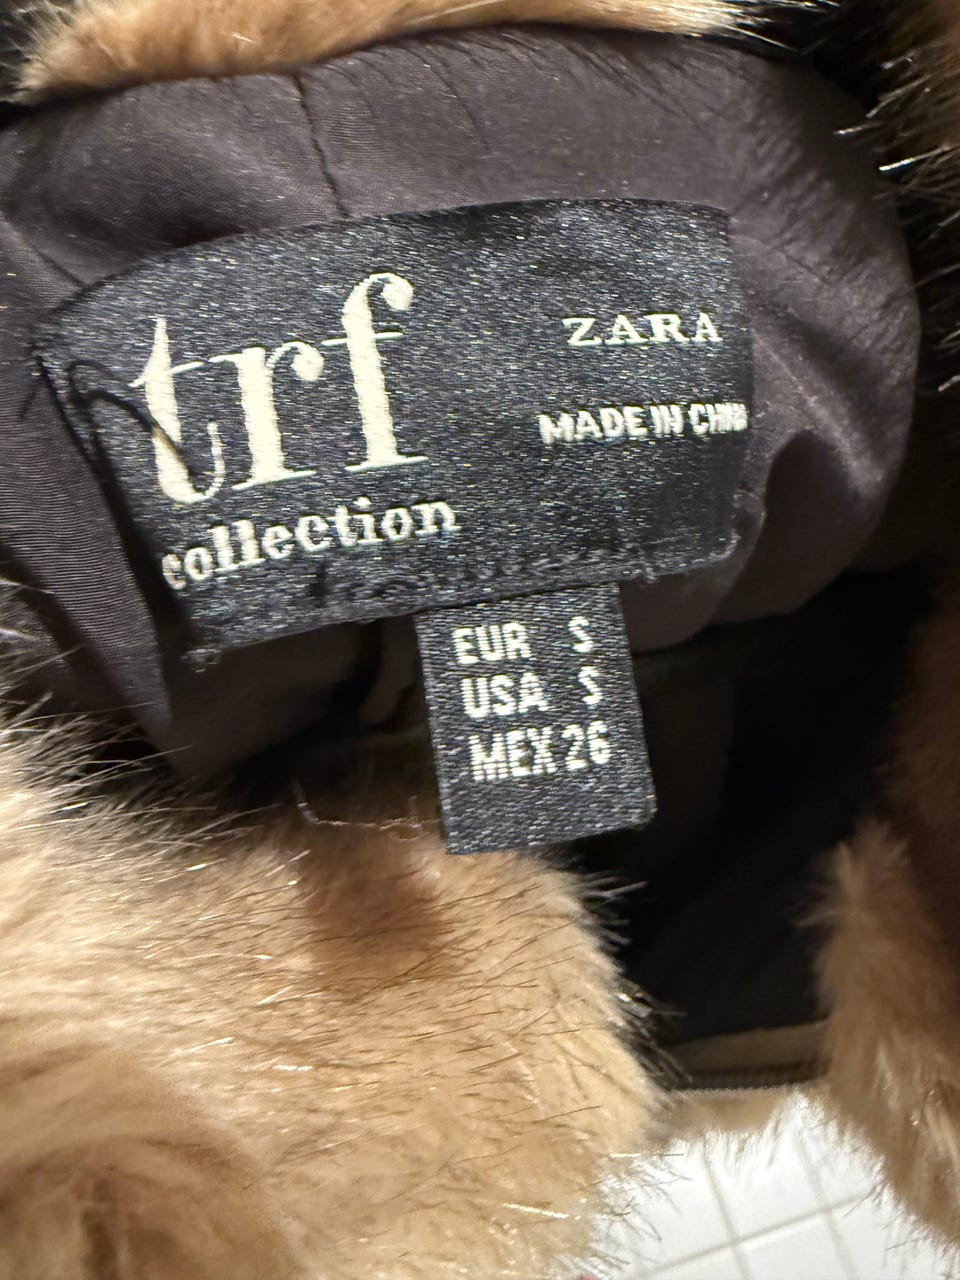 trf
collection
ZARA
MADE IN CHINA
EUR S
USA S
MEX 26